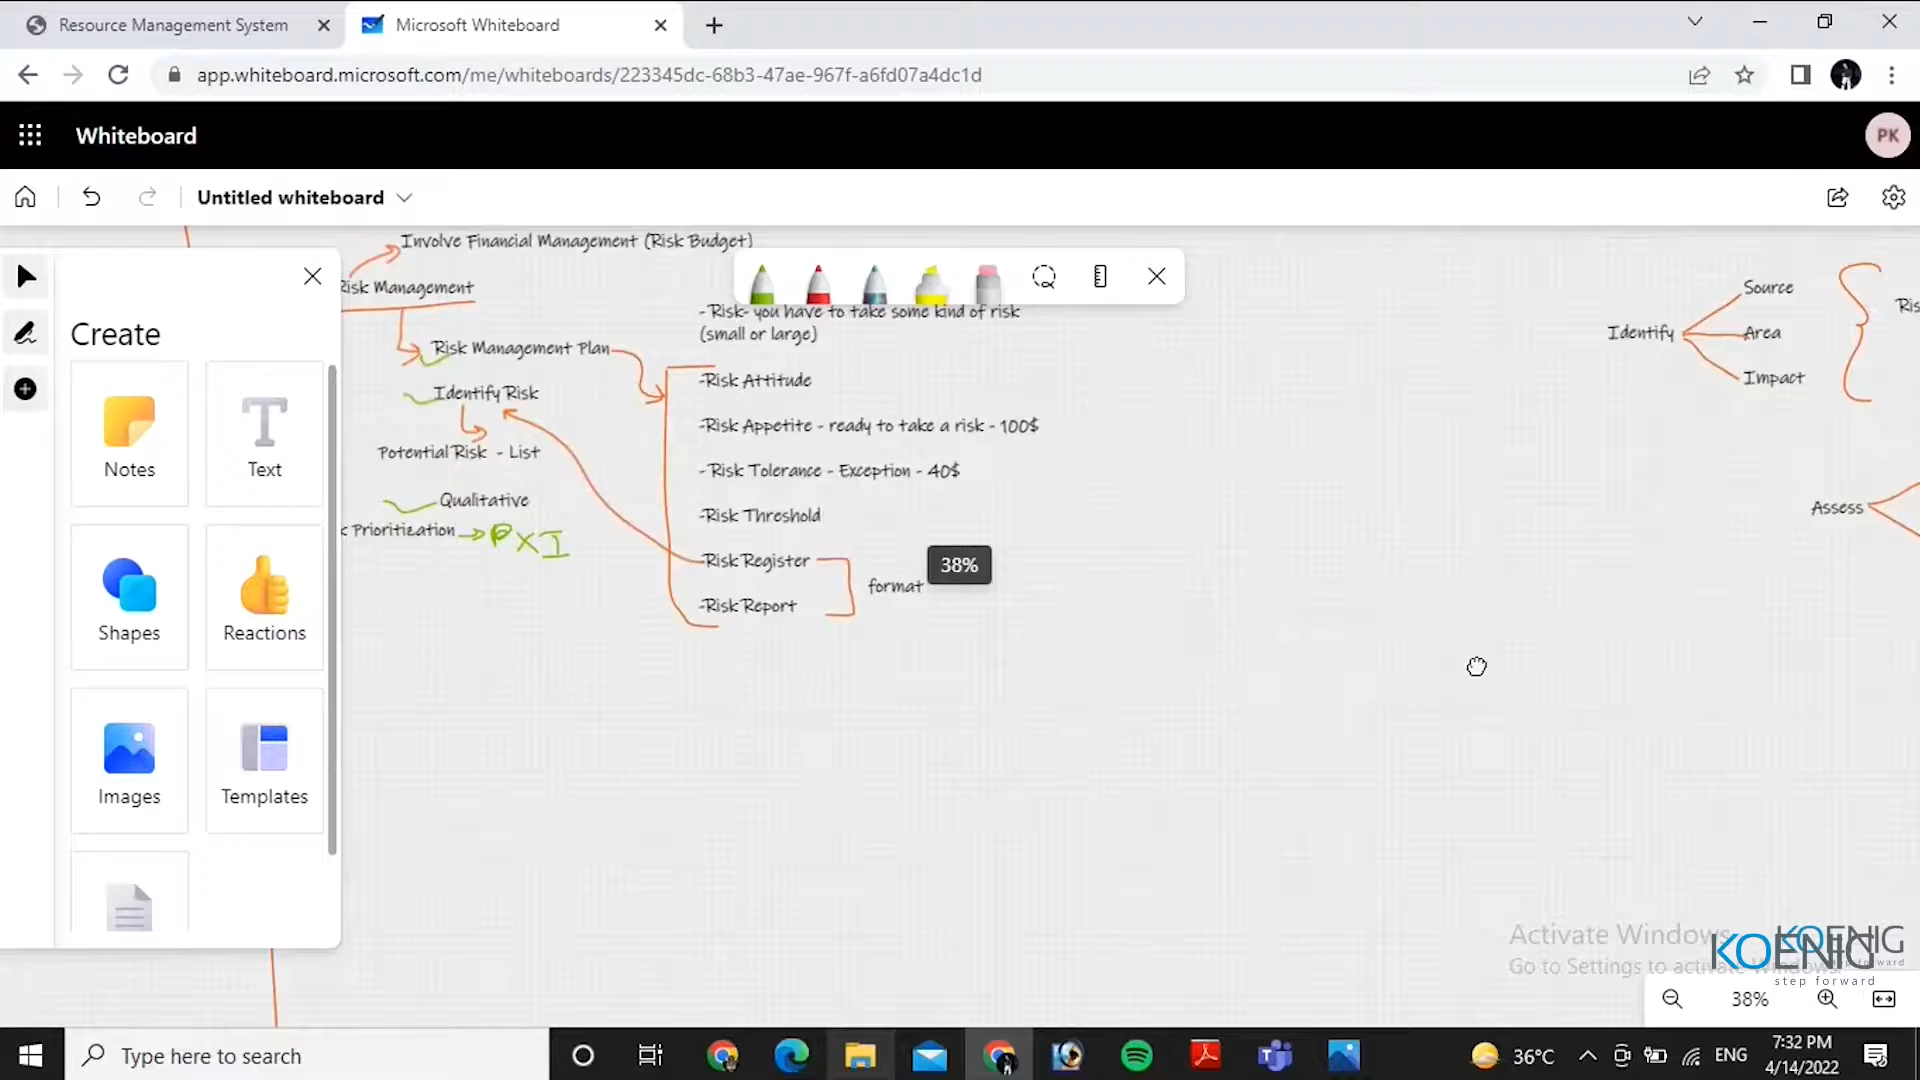 Resource Management System
Microsoft Whiteboard
app.whiteboard.microsoft.com/me/whiteboards/223345dc-68b3-47ae-967f-a6fd07a4dc1d
Whiteboard
PK
Untitled whiteboard
Involve Financial Management (Risk Budget)
Risk Management
- Risk- you have to take some kind of risk
(small or large)
Risk Management Plan
-Risk Attitude
Identify Risk
-Risk Appetite - ready to take a risk - 100$
Potential Risk - List
- Risk Tolerance - Exception - 40$
Qualitative
-Risk Threshold
Prioritization
P X I
-Risk Register
format
-Risk Report
38%
Identify
Source
Area
Impact
Ris
Assess
Create
Notes
Text
Shapes
Reactions
Images
Templates
Activate Windows
Go to Settings to activate Windows.
KOENIG
KOENIG
step forward
38%
Type here to search
36°C
ENG
7:32 PM
4/14/2022